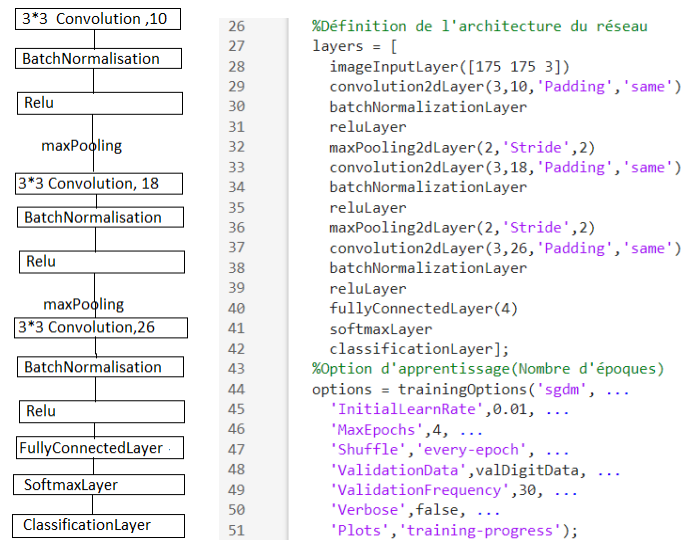 3*3 Convolution ,10
BatchNormalisation
Relu
maxPooling
3*3 Convolution, 18
BatchNormalisation
Relu
maxPooling
3*3 Convolution,26
BatchNormalisation
Relu
FullyConnectedLayer
SoftmaxLayer
ClassificationLayer
26 %Définition de l'architecture du réseau
27 layers = [
28 imageInputLayer([175 175 3])
29 convolution2dLayer(3,10,'Padding','same')
30 batchNormalizationLayer
31 reluLayer
32 maxPooling2dLayer(2,'Stride',2)
33 convolution2dLayer(3,18,'Padding','same')
34 batchNormalizationLayer
35 reluLayer
36 maxPooling2dLayer(2,'Stride',2)
37 convolution2dLayer(3,26,'Padding','same')
38 batchNormalizationLayer
39 reluLayer
40 fullyConnectedLayer(4)
41 softmaxLayer
42 classificationLayer];
43 %Option d'apprentissage(Nombre d'époques)
44 options = trainingOptions('sgdm', ...
45 'InitialLearnRate',0.01, ...
46 'MaxEpochs',4, ...
47 'Shuffle','every-epoch', ...
48 'ValidationData',valDigitData, ...
49 'ValidationFrequency',30, ...
50 'Verbose',false, ...
51 'Plots','training-progress');